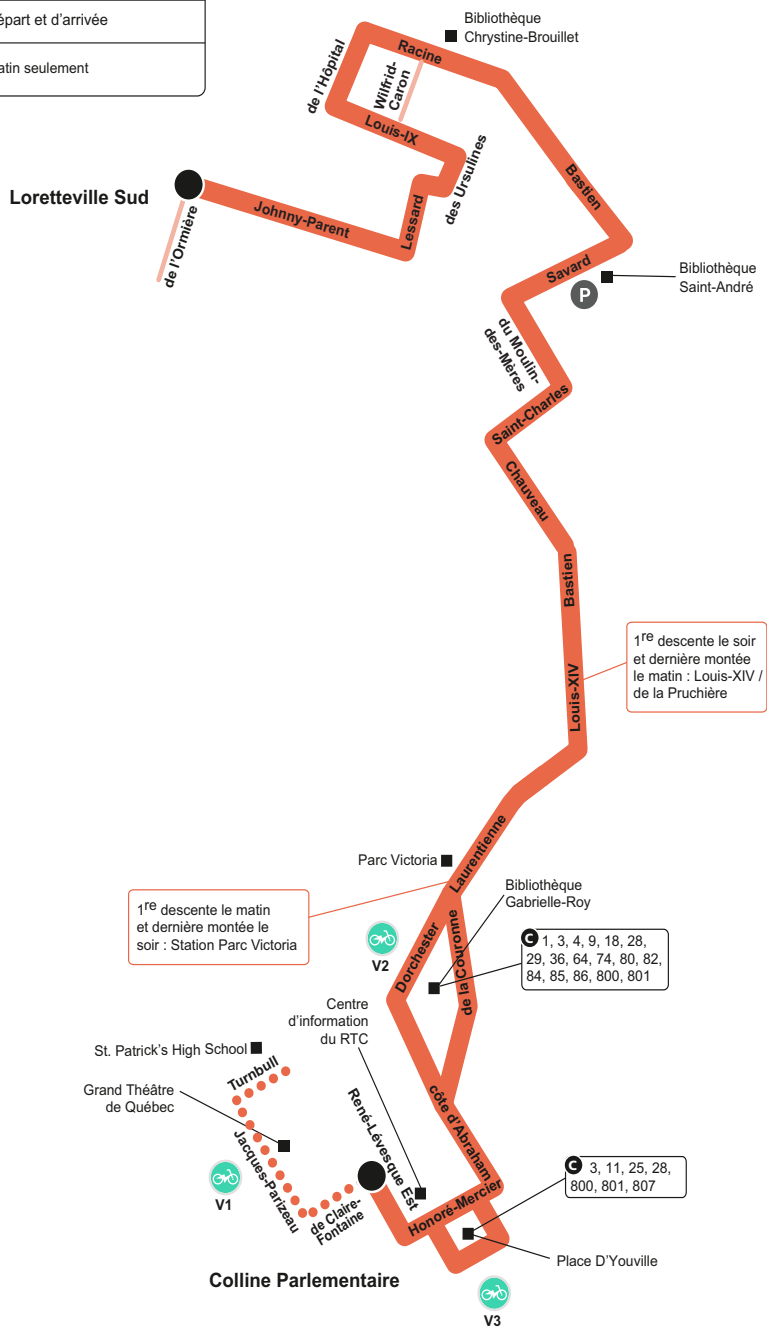 épart et d'arrivée
atin seulement
Bibliothèque
Chrystine-Brouillet
Racine
de l'Hôpital
Wilfrid-
Caron
Louis-IX
des Ursulines
Bastien
Loretteville Sud
Johnny-Parent
Lessard
de l'Ormière
Savard
P
Bibliothèque
Saint-André
du Moulin-
des-Mères
Saint-Charles
Chauveau
Bastien
1re descente le soir
et dernière montée
le matin : Louis-XIV /
de la Pruchière
Louis-XIV
Laurentienne
Parc Victoria
1re descente le matin
et dernière montée le
soir : Station Parc Victoria
Bibliothèque
Gabrielle-Roy
C 1, 3, 4, 9, 18, 28,
29, 36, 64, 74, 80, 82,
84, 85, 86, 800, 801
V2
Dorchester
de la Couronne
Centre
d'information
du RTC
St. Patrick's High School
Turnbull
Grand Théâtre
de Québec
Jacques-Parizeau
V1
de Claire-
Fontaine
René-Lévesque Est
côte d'Abraham
Honoré-Mercier
C 3, 11, 25, 28,
800, 801, 807
Place D'Youville
Colline Parlementaire
V3